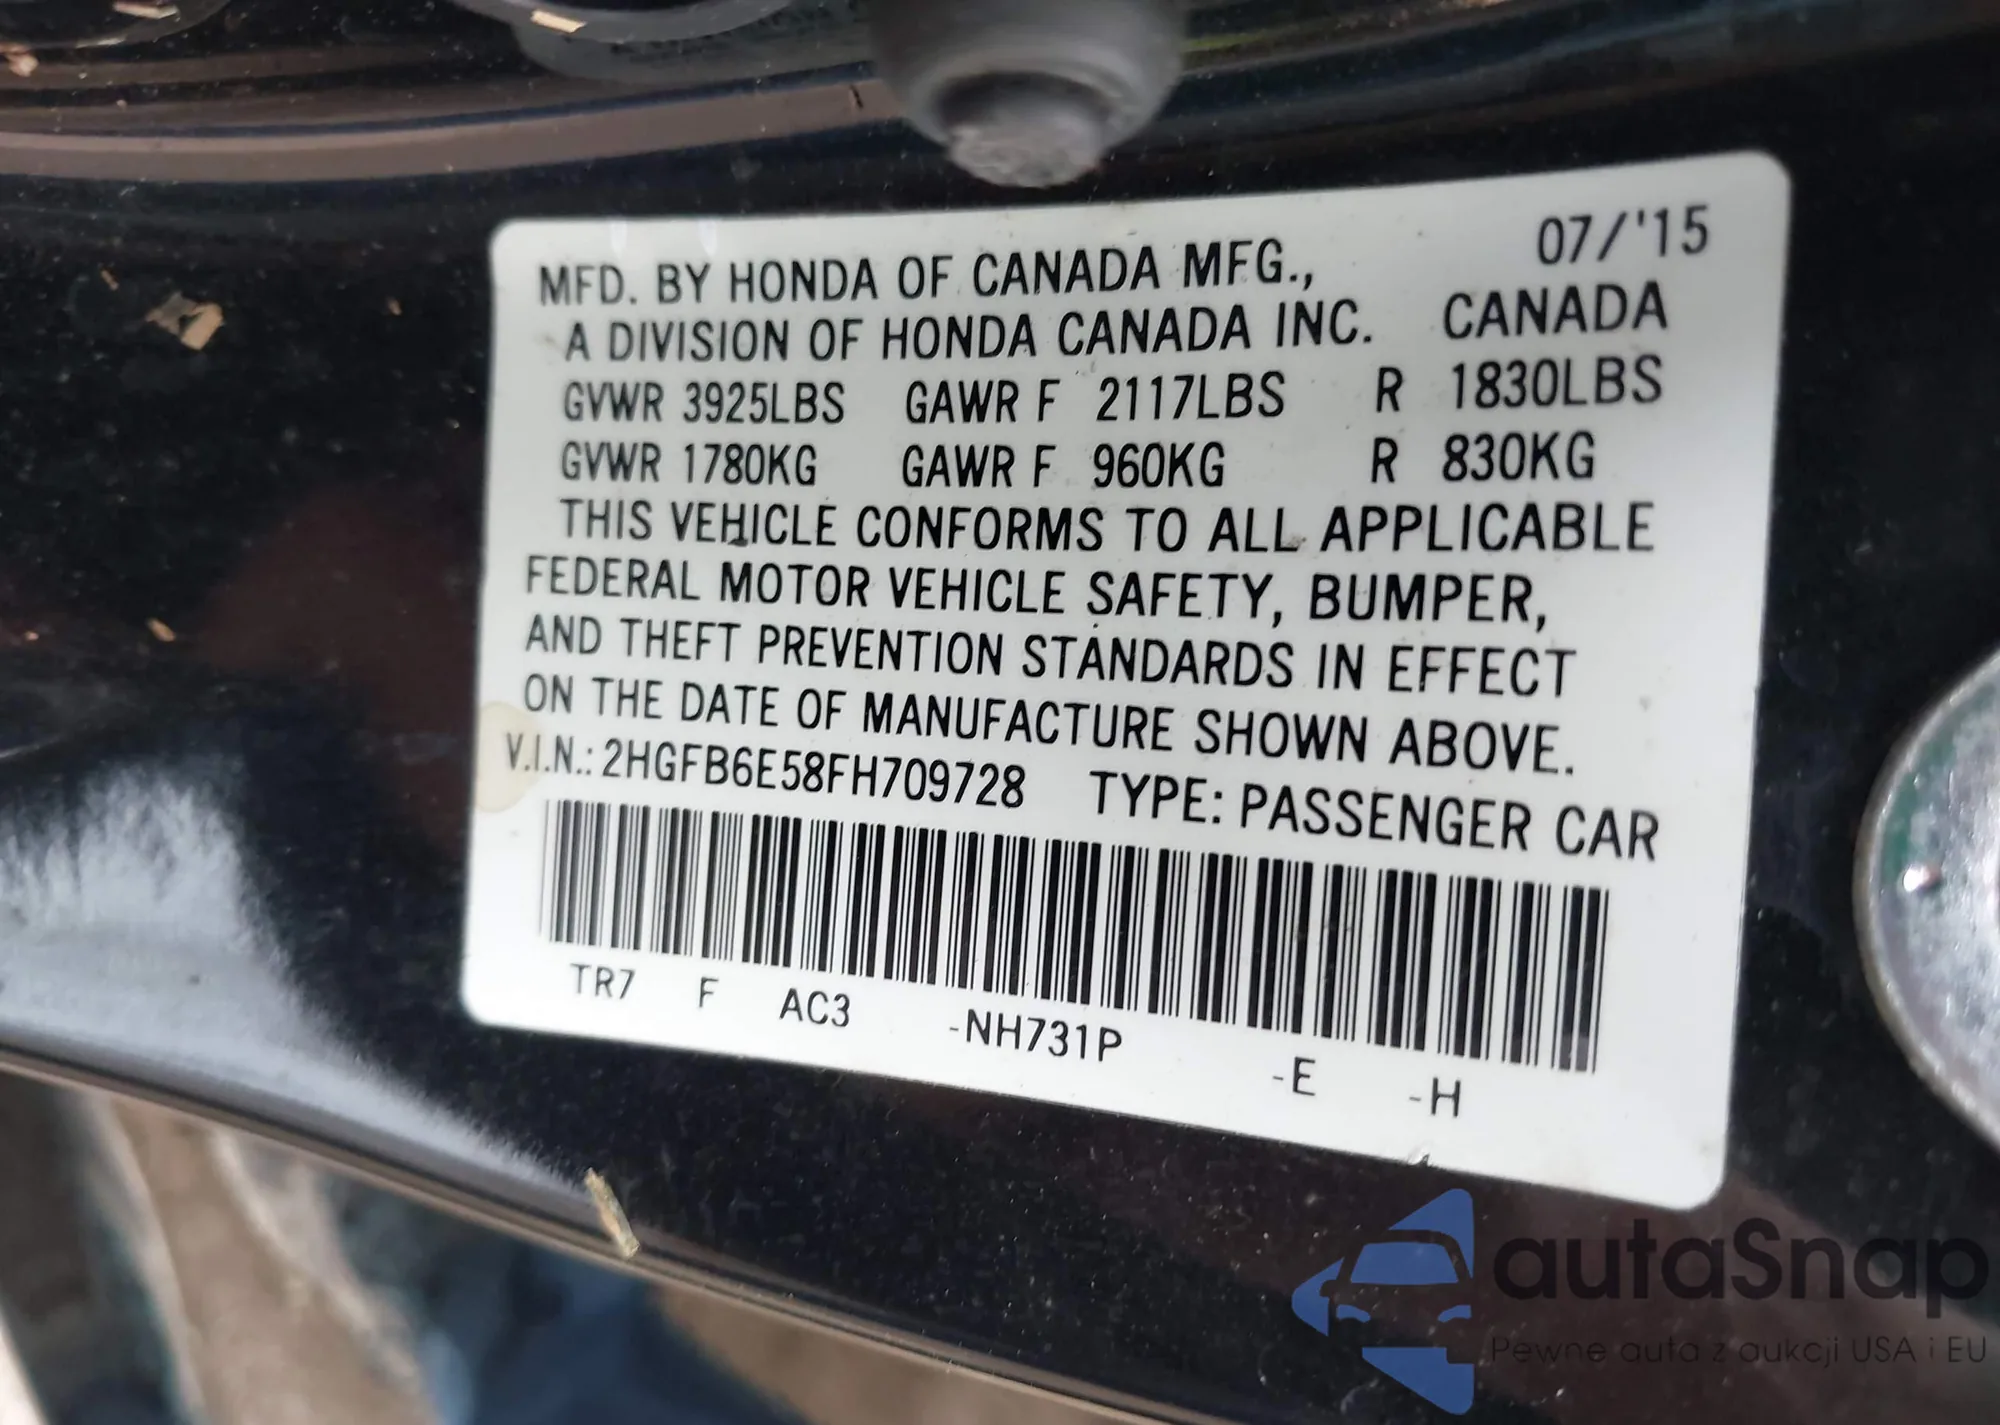 07/'15
MFD. BY HONDA OF CANADA MFG.,
A DIVISION OF HONDA CANADA INC. CANADA
GVWR 3925LBS GAWR F 2117LBS R 1830LBS
GVWR 1780KG GAWR F 960KG R 830KG
THIS VEHICLE CONFORMS TO ALL APPLICABLE
FEDERAL MOTOR VEHICLE SAFETY, BUMPER,
AND THEFT PREVENTION STANDARDS IN EFFECT
ON THE DATE OF MANUFACTURE SHOWN ABOVE.
V.I.N.: 2HGFB6E58FH709728 TYPE: PASSENGER CAR
TR7 F AC3 -NH731P -E -H
autaSnap
Pewne auta z aukcji USA i EU